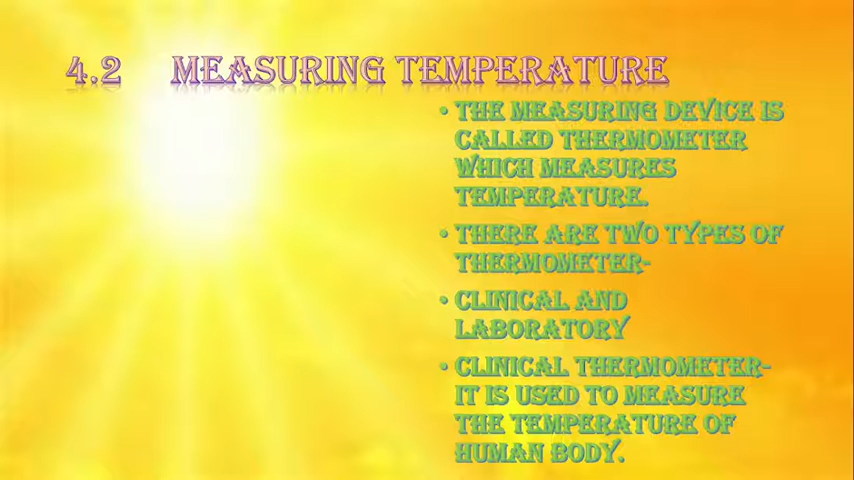 4.2 MEASURING TEMPERATURE
• THE MEASURING DEVICE IS
CALLED THERMOMETER
WHICH MEASURES
TEMPERATURE.
• THERE ARE TWO TYPES OF
THERMOMETER-
• CLINICAL AND
LABORATORY
• CLINICAL THERMOMETER-
IT IS USED TO MEASURE
THE TEMPERATURE OF
HUMAN BODY.